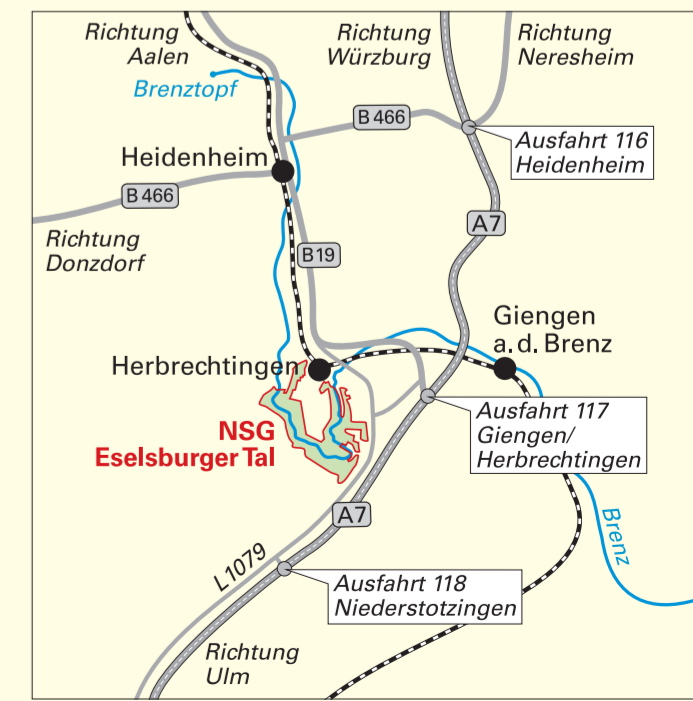 Richtung
Aalen
Richtung
Würzburg
Richtung
Neresheim
Brenztopf
B 466
Ausfahrt 116
Heidenheim
Heidenheim
B 466
A7
Richtung
Donzdorf
B19
Giengen
a.d. Brenz
Herbrechtingen
Ausfahrt 117
Giengen/
Herbrechtingen
NSG
Eselsburger Tal
A7
Brenz
L1079
Ausfahrt 118
Niederstotzingen
Richtung
Ulm